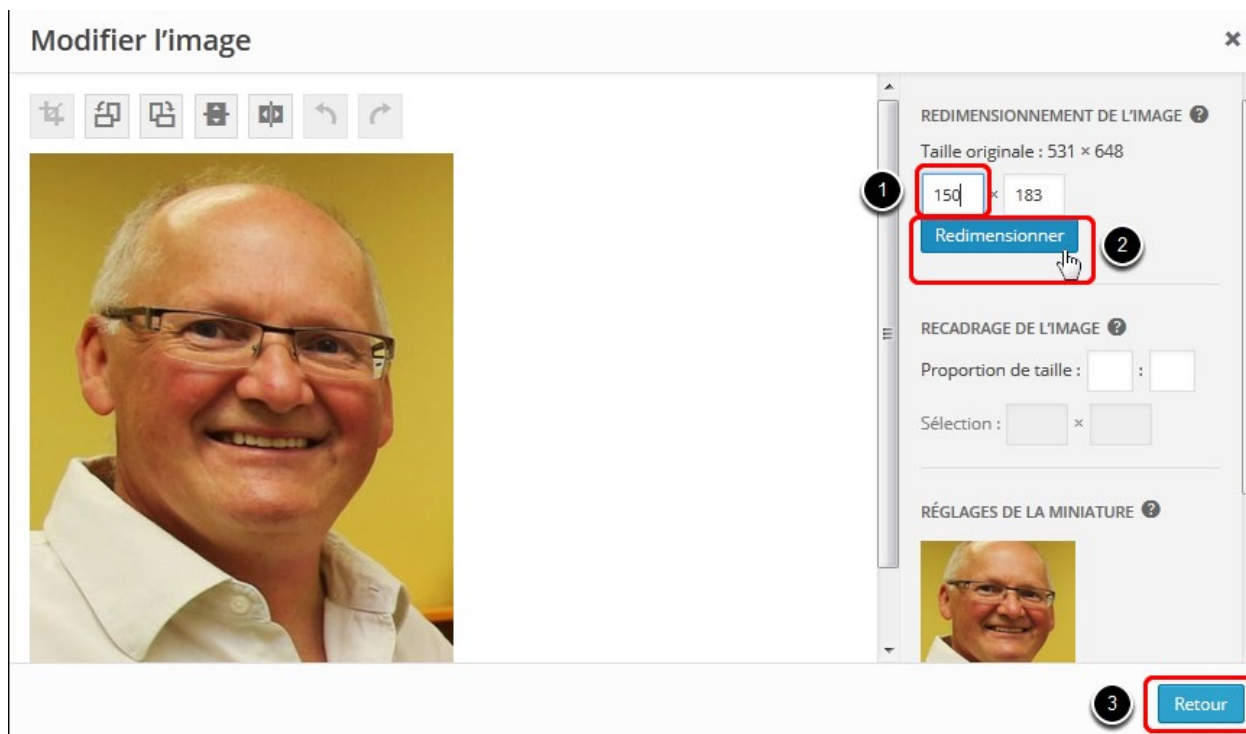 Modifier l'image
×
REDIMENSIONNEMENT DE L'IMAGE ?
Taille originale : 531 × 648
1
150 × 183
Redimensionner
2
RECADRAGE DE L'IMAGE ?
Proportion de taille : :
Sélection : ×
RÉGLAGES DE LA MINIATURE ?
3
Retour